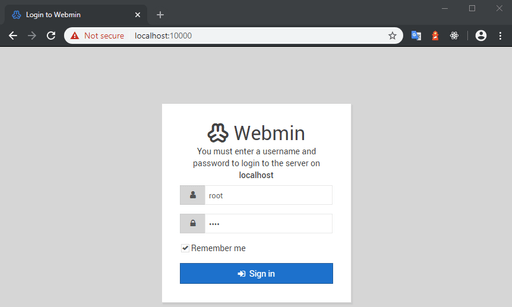 Login to Webmin
Not secure
localhost:10000
Webmin
You must enter a username and
password to login to the server on
localhost
root
••••
Remember me
Sign in